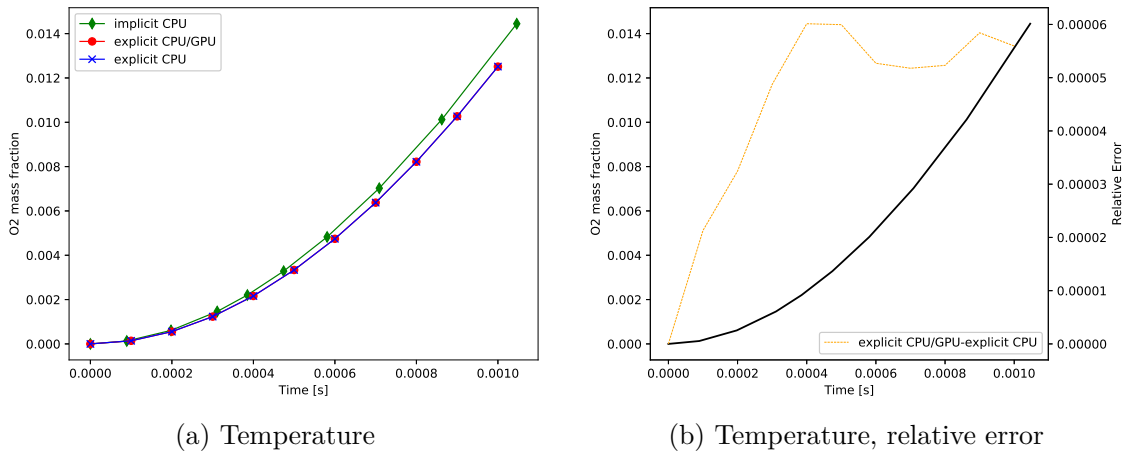 0.014
0.012
0.010
0.008
0.006
0.004
0.002
0.000
O2 mass fraction
implicit CPU
explicit CPU/GPU
explicit CPU
0.0000 0.0002 0.0004 0.0006 0.0008 0.0010
Time [s]
(a) Temperature
0.014
0.012
0.010
0.008
0.006
0.004
0.002
0.000
O2 mass fraction
0.00006
0.00005
0.00004
0.00003
0.00002
0.00001
0.00000
Relative Error
explicit CPU/GPU-explicit CPU
0.0000 0.0002 0.0004 0.0006 0.0008 0.0010
Time [s]
(b) Temperature, relative error